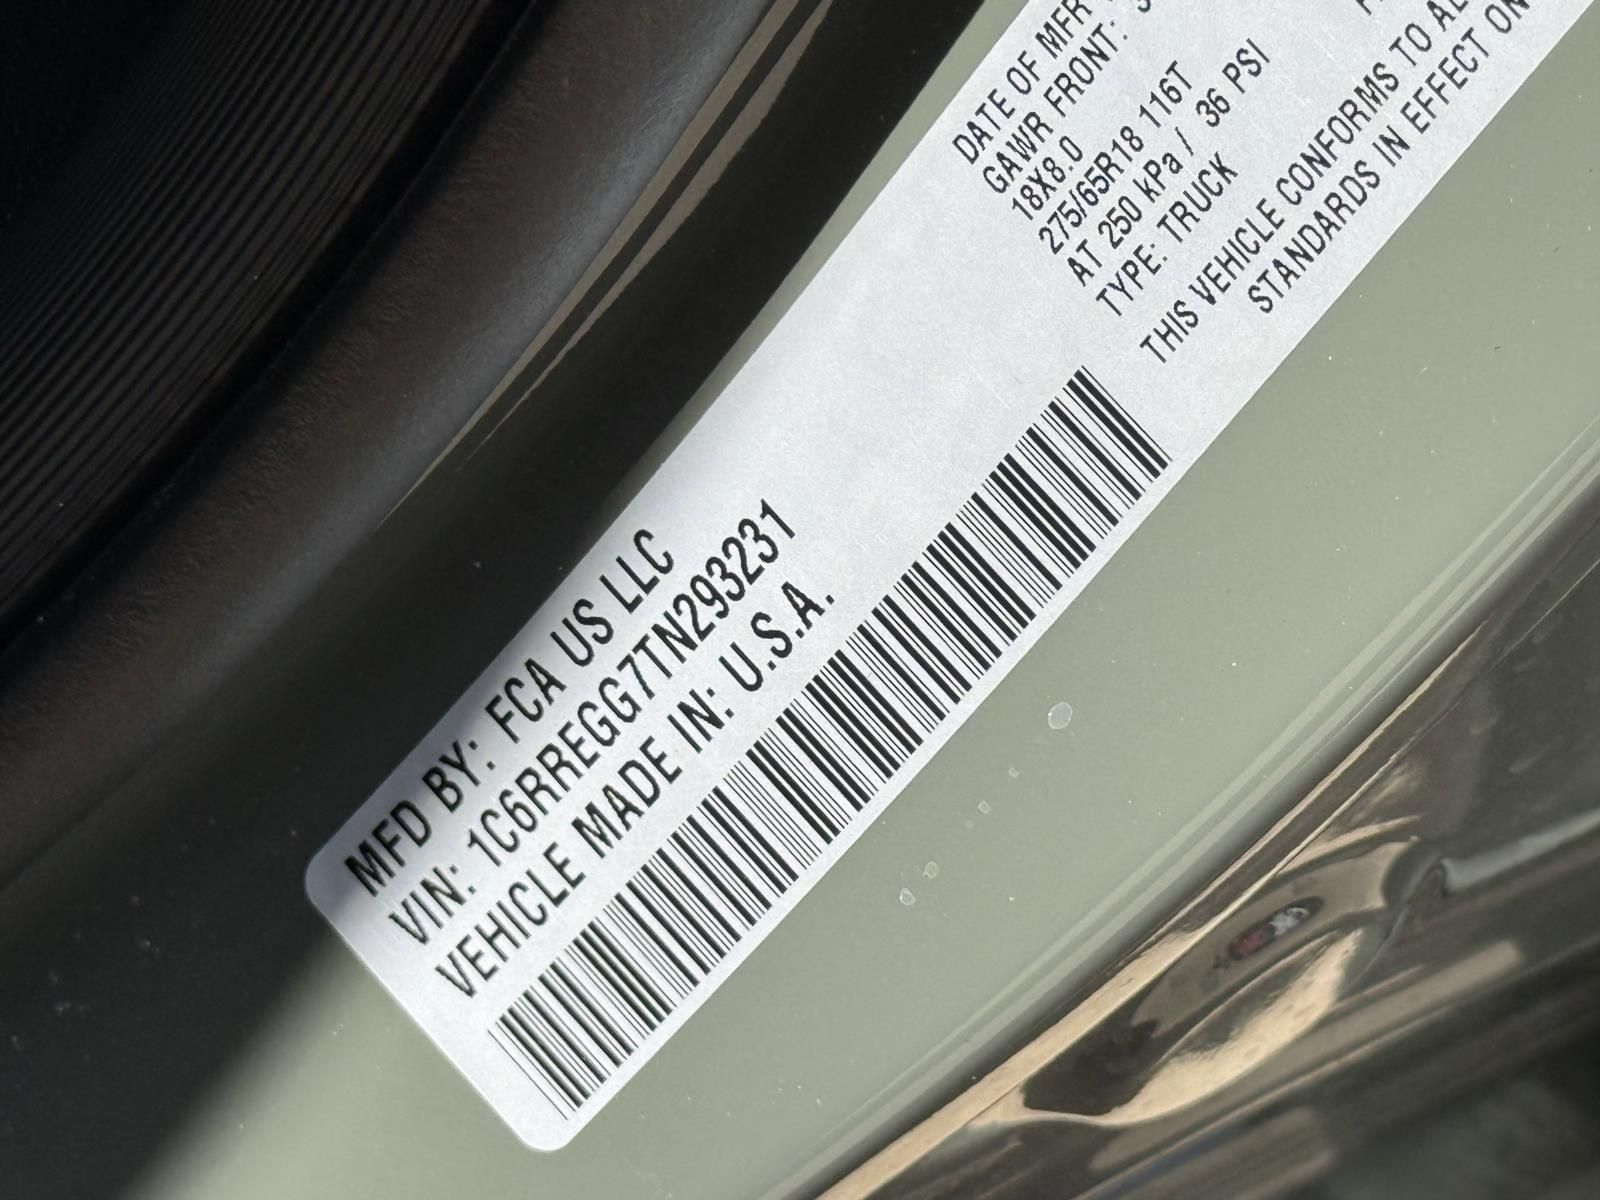 MFD BY: FCA US LLC
VIN: 1C6RREGG7TN293231
VEHICLE MADE IN: U.S.A.
DATE OF MFR
GAWR FRONT:
18X8.0
275/65R18 116T
AT 250 kPa / 36 PSI
TYPE: TRUCK
THIS VEHICLE CONFORMS TO
STANDARDS IN EFFECT ON